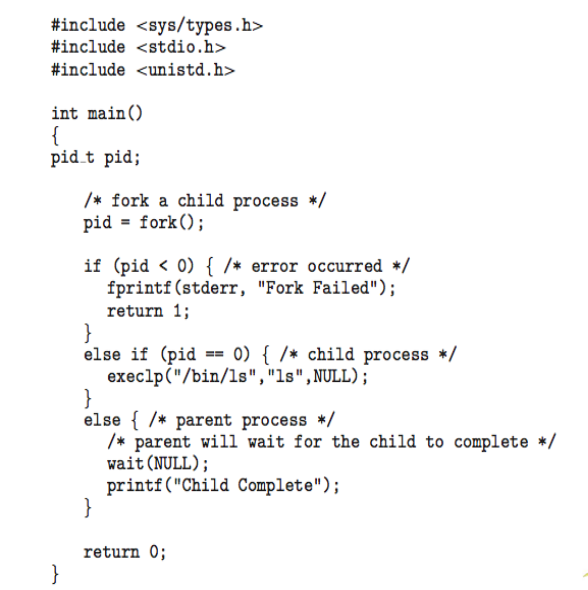 #include <sys/types.h>
#include <stdio.h>
#include <unistd.h>
int main()
{
pid_t pid;
/* fork a child process */
pid = fork();
if (pid < 0) { /* error occurred */
fprintf(stderr, "Fork Failed");
return 1;
}
else if (pid == 0) { /* child process */
execlp("/bin/ls","ls",NULL);
}
else { /* parent process */
/* parent will wait for the child to complete */
wait(NULL);
printf("Child Complete");
}
return 0;
}